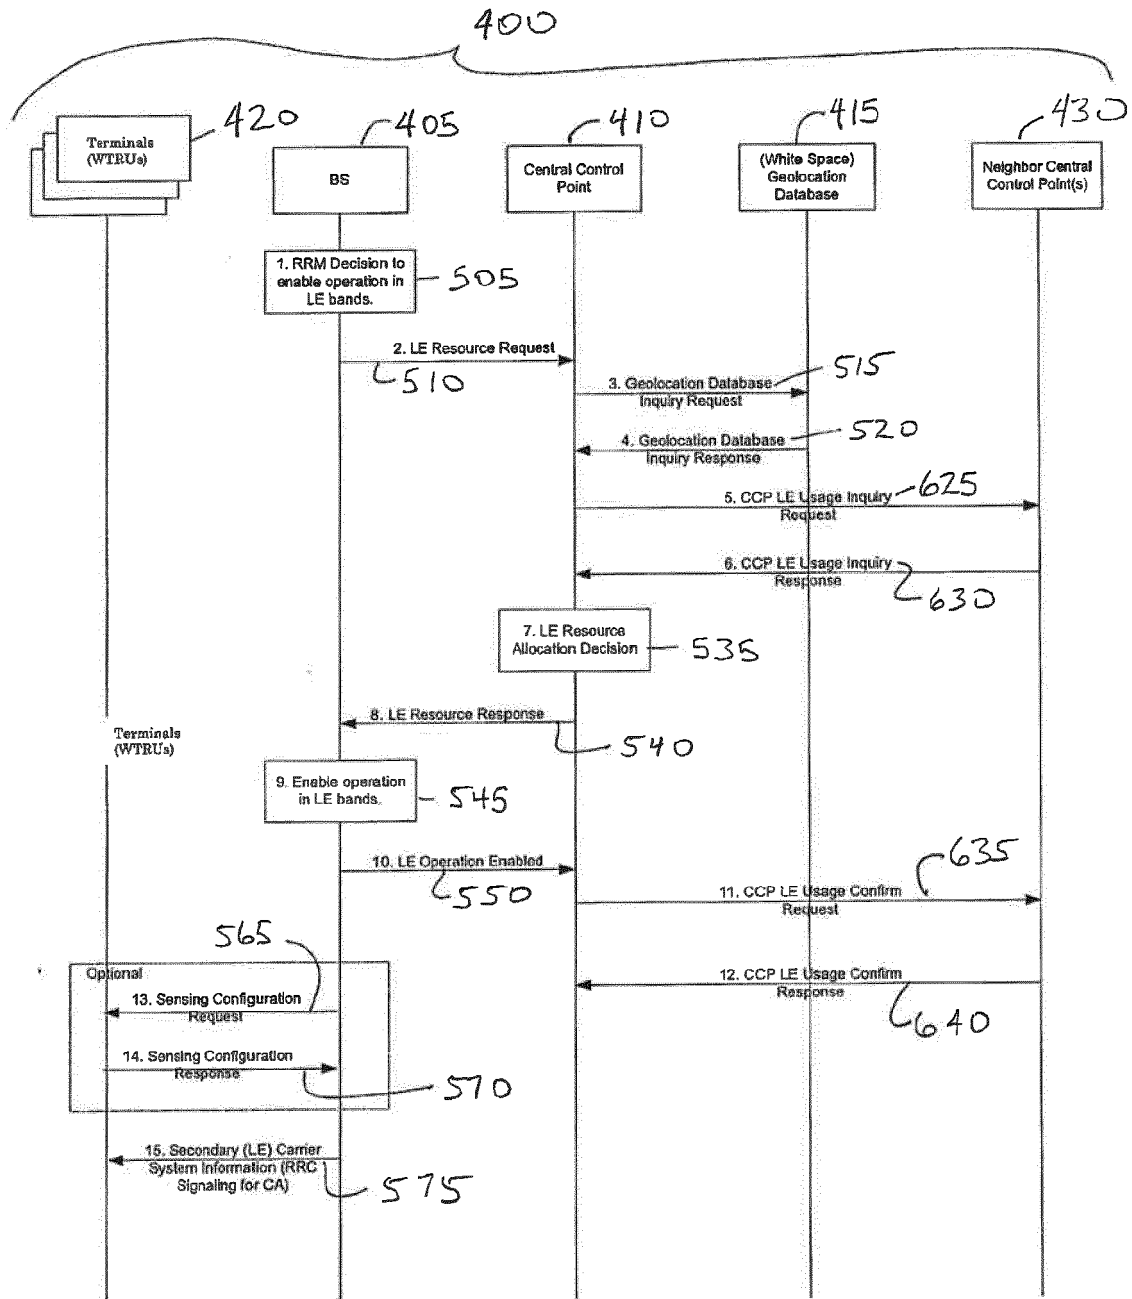 400
420
405
410
415
430
Terminals
(WTRUs)
BS
Central Control
Point
(White Space)
Geolocation
Database
Neighbor Central
Control Point(s)
1. RRM Decision to
enable operation in
LE bands.
505
2. LE Resource Request
510
515
3. Geolocation Database
Inquiry Request
520
4. Geolocation Database
Inquiry Response
625
5. CCP LE Usage Inquiry
Request
6. CCP LE Usage Inquiry
Response
630
7. LE Resource
Allocation Decision
535
8. LE Resource Response
540
Terminals
(WTRUs)
9. Enable operation
in LE bands.
545
10. LE Operation Enabled
550
635
11. CCP LE Usage Confirm
Request
565
Optional
12. CCP LE Usage Confirm
Response
640
13. Sensing Configuration
Request
14. Sensing Configuration
Response
570
15. Secondary (LE) Carrier
System Information (RRC
Signaling for CA)
575